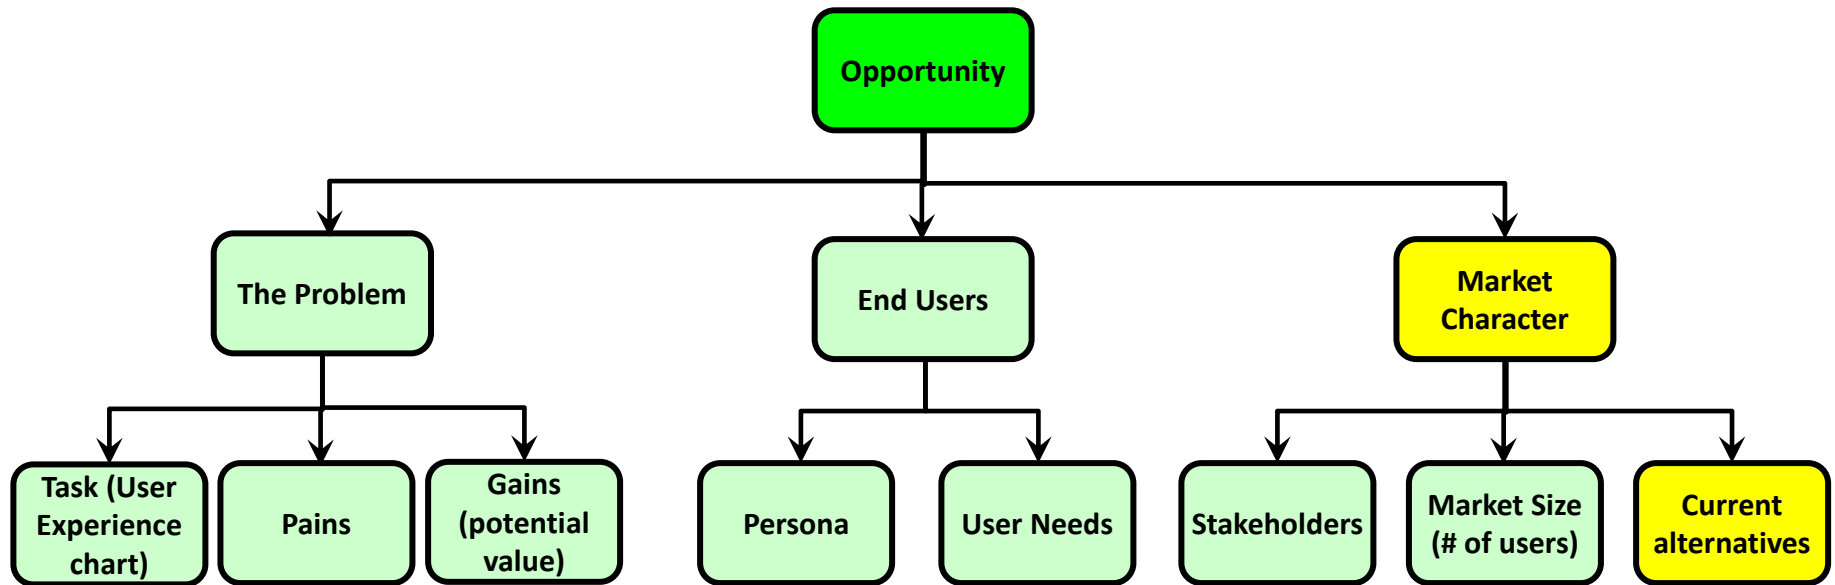 Opportunity
The Problem
End Users
Market
Character
Task (User
Experience
chart)
Pains
Gains
(potential
value)
Persona
User Needs
Stakeholders
Market Size
(# of users)
Current
alternatives